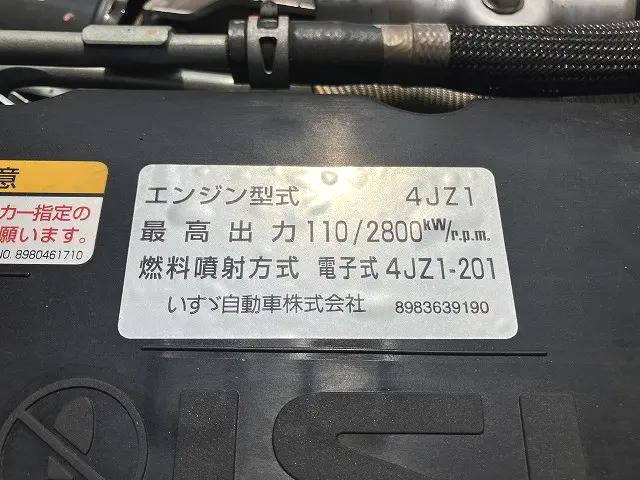 意
カー指定の
願います。
NO. 8980461710
エンジン型式 4JZ1
最高出力 110/2800kW/r.p.m.
燃料噴射方式 電子式 4JZ1-201
いすゞ自動車株式会社 8983639190